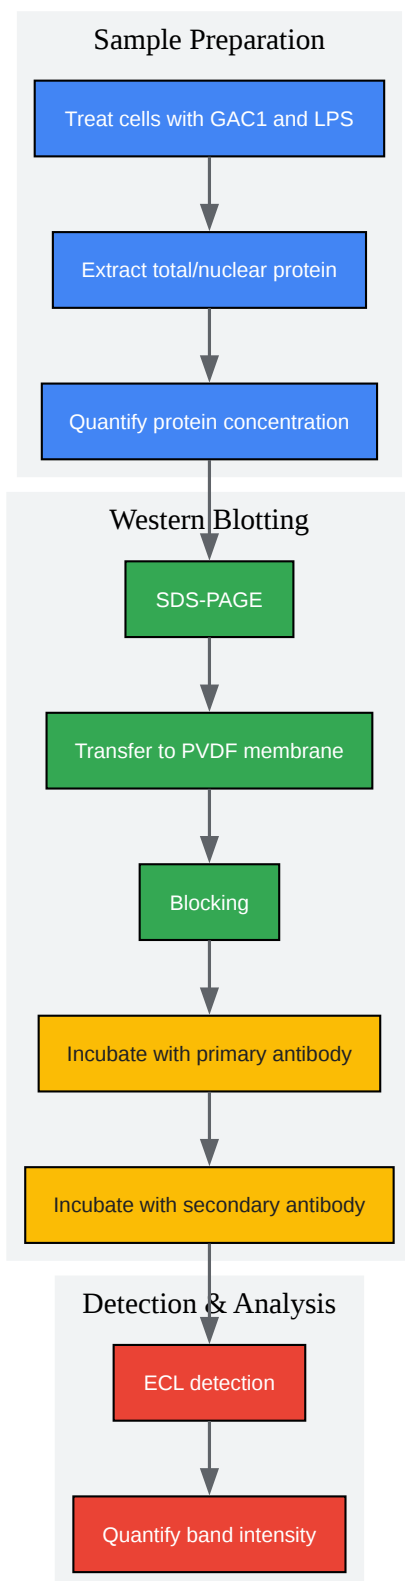 Sample Preparation
Treat cells with GAC1 and LPS
Extract total/nuclear protein
Quantify protein concentration
Western Blotting
SDS-PAGE
Transfer to PVDF membrane
Blocking
Incubate with primary antibody
Incubate with secondary antibody
Detection & Analysis
ECL detection
Quantify band intensity